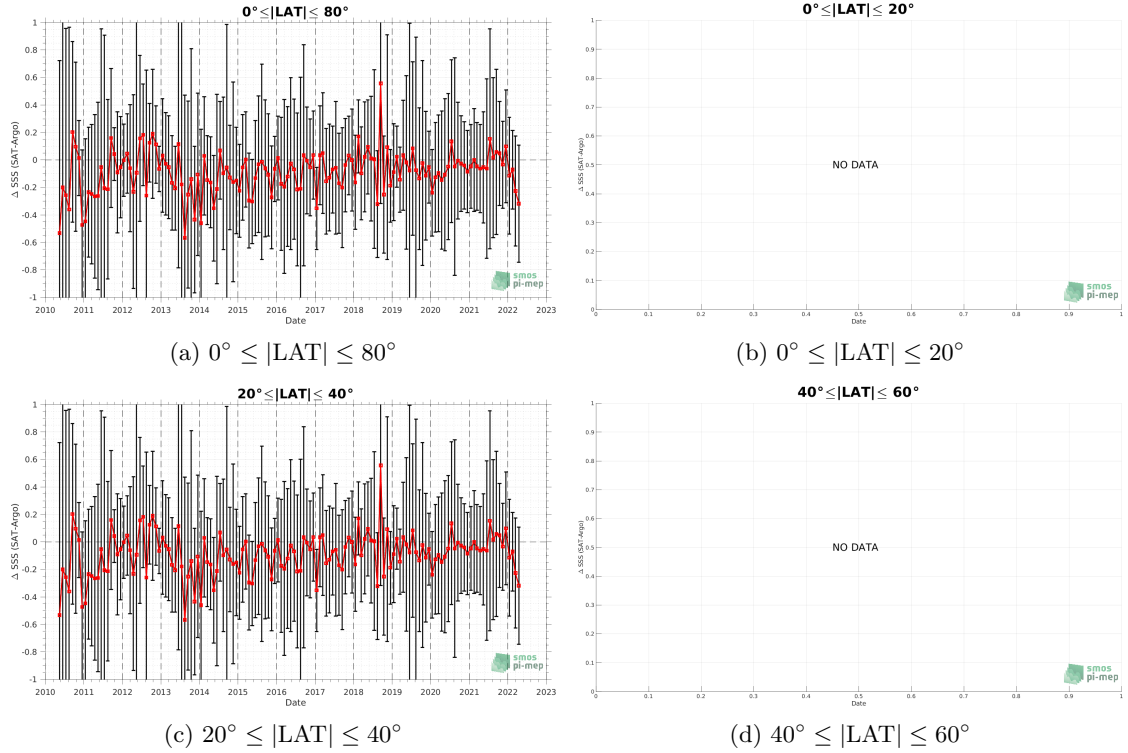 0°≤|LAT|≤ 80°
1
0.8
0.6
0.4
0.2
0
-0.2
-0.4
-0.6
-0.8
-1
Δ SSS (SAT-Argo)
2010 2011 2012 2013 2014 2015 2016 2017 2018 2019 2020 2021 2022 2023
Date
smos
pi-mep
(a) 0° ≤ |LAT| ≤ 80°
0°≤|LAT|≤ 20°
1
0.9
0.8
0.7
0.6
0.5
0.4
0.3
0.2
0.1
0
Δ SSS (SAT-Argo)
NO DATA
0 0.1 0.2 0.3 0.4 0.5 0.6 0.7 0.8 0.9 1
Date
smos
pi-mep
(b) 0° ≤ |LAT| ≤ 20°
20°≤|LAT|≤ 40°
1
0.8
0.6
0.4
0.2
0
-0.2
-0.4
-0.6
-0.8
-1
Δ SSS (SAT-Argo)
2010 2011 2012 2013 2014 2015 2016 2017 2018 2019 2020 2021 2022 2023
Date
smos
pi-mep
(c) 20° ≤ |LAT| ≤ 40°
40°≤|LAT|≤ 60°
1
0.9
0.8
0.7
0.6
0.5
0.4
0.3
0.2
0.1
0
Δ SSS (SAT-Argo)
NO DATA
0 0.1 0.2 0.3 0.4 0.5 0.6 0.7 0.8 0.9 1
Date
smos
pi-mep
(d) 40° ≤ |LAT| ≤ 60°